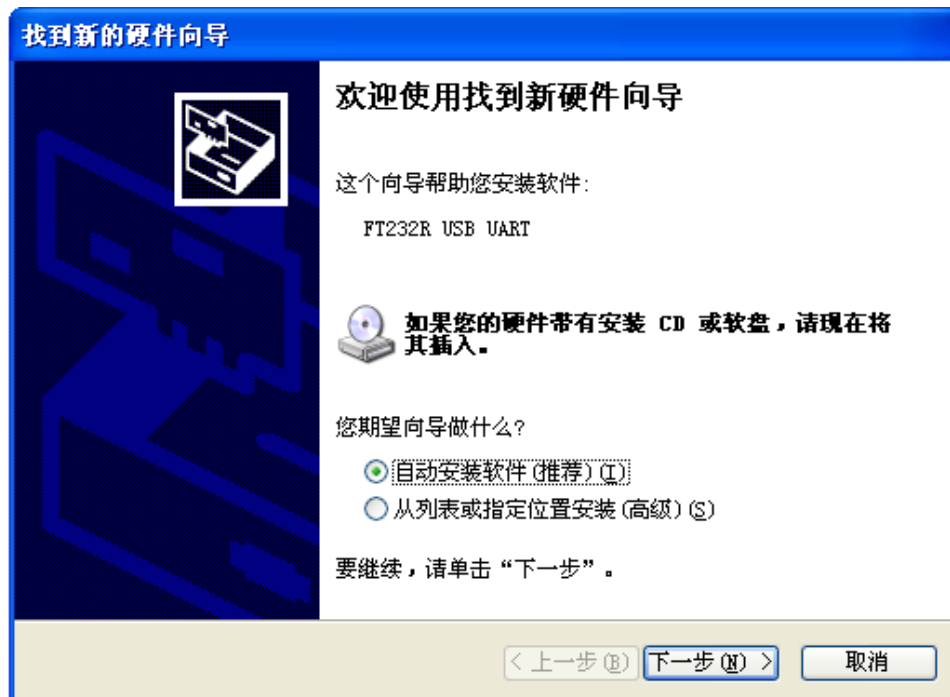 找到新的硬件向导
欢迎使用找到新硬件向导
这个向导帮助您安装软件:
FT232R USB UART
如果您的硬件带有安装 CD 或软盘，请现在将
其插入。
您期望向导做什么?
自动安装软件(推荐)(I)
从列表或指定位置安装(高级)(S)
要继续，请单击“下一步”。
< 上一步(B) 下一步(N) > 取消